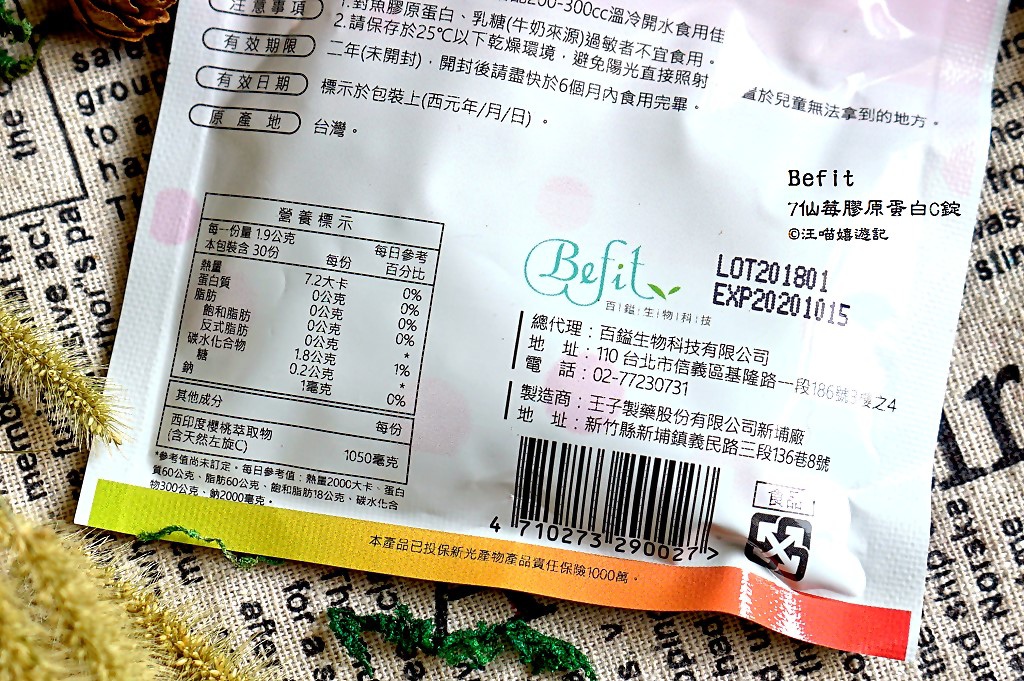 注意事項
200-300cc溫冷開水食用佳
1.對魚膠原蛋白、乳糖(牛奶來源)過敏者不宜食用。
2.請保存於25℃以下乾燥環境，避免陽光直接照射
置於兒童無法拿到的地方。
有效期限 二年(未開封)，開封後請盡快於6個月內食用完畢。
有效日期 標示於包裝上(西元年/月/日)。
原產地 台灣。
營養標示
每一份量 1.9公克
本包裝含 30份
每份 每日參考百分比
熱量 7.2大卡 0%
蛋白質 0公克 0%
脂肪 0公克 0%
飽和脂肪 0公克 0%
反式脂肪 0公克 *
碳水化合物 1.8公克 1%
糖 0.2公克 *
鈉 1毫克 0%
其他成分 每份
西印度櫻桃萃取物
(含天然左旋C) 1050毫克
*參考值尚未訂定。每日參考值：熱量2000大卡、蛋白
質60公克、脂肪60公克、飽和脂肪18公克、碳水化合
物300公克、鈉2000毫克。
Befit
7仙莓膠原蛋白C錠
©汪喵嬉遊記
Befit
百|鎰|生|物|科|技
LOT201801
EXP20201015
總代理：百鎰生物科技有限公司
地 址：110 台北市信義區基隆路一段186號 之4
電 話：02-77230731
製造商：王子製藥股份有限公司新埔廠
地 址：新竹縣新埔鎮義民路三段136巷8號
4 710273 290027 >
食品
本產品已投保新光產物產品責任保險1000萬。